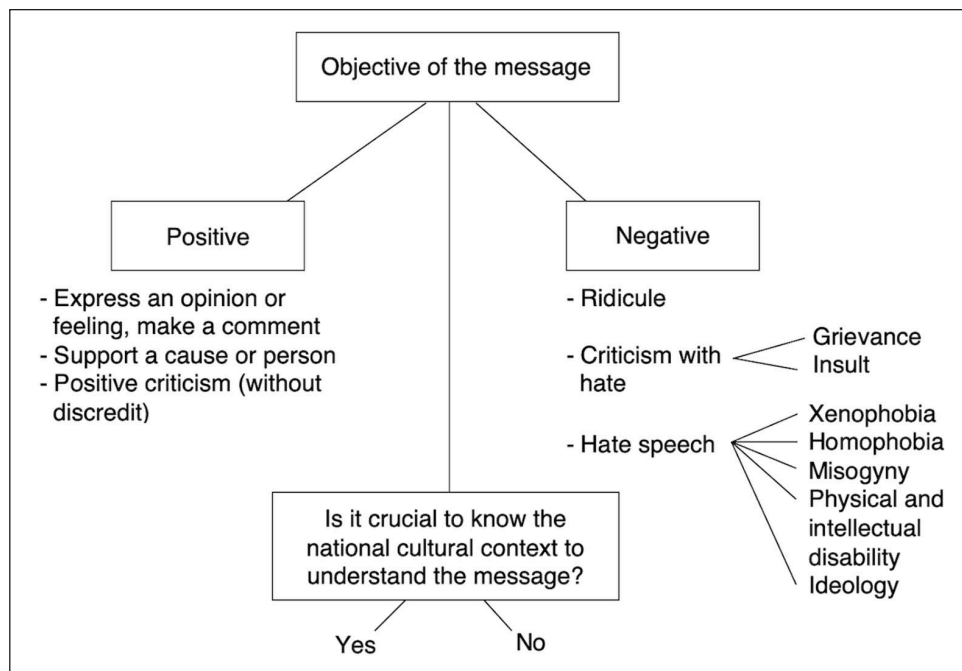 Objective of the message
Positive
- Express an opinion or
feeling, make a comment
- Support a cause or person
- Positive criticism (without
discredit)
Negative
- Ridicule
- Criticism with
hate
Grievance
Insult
- Hate speech
Xenophobia
Homophobia
Misogyny
Physical and
intellectual
disability
Ideology
Is it crucial to know the
national cultural context to
understand the message?
Yes
No